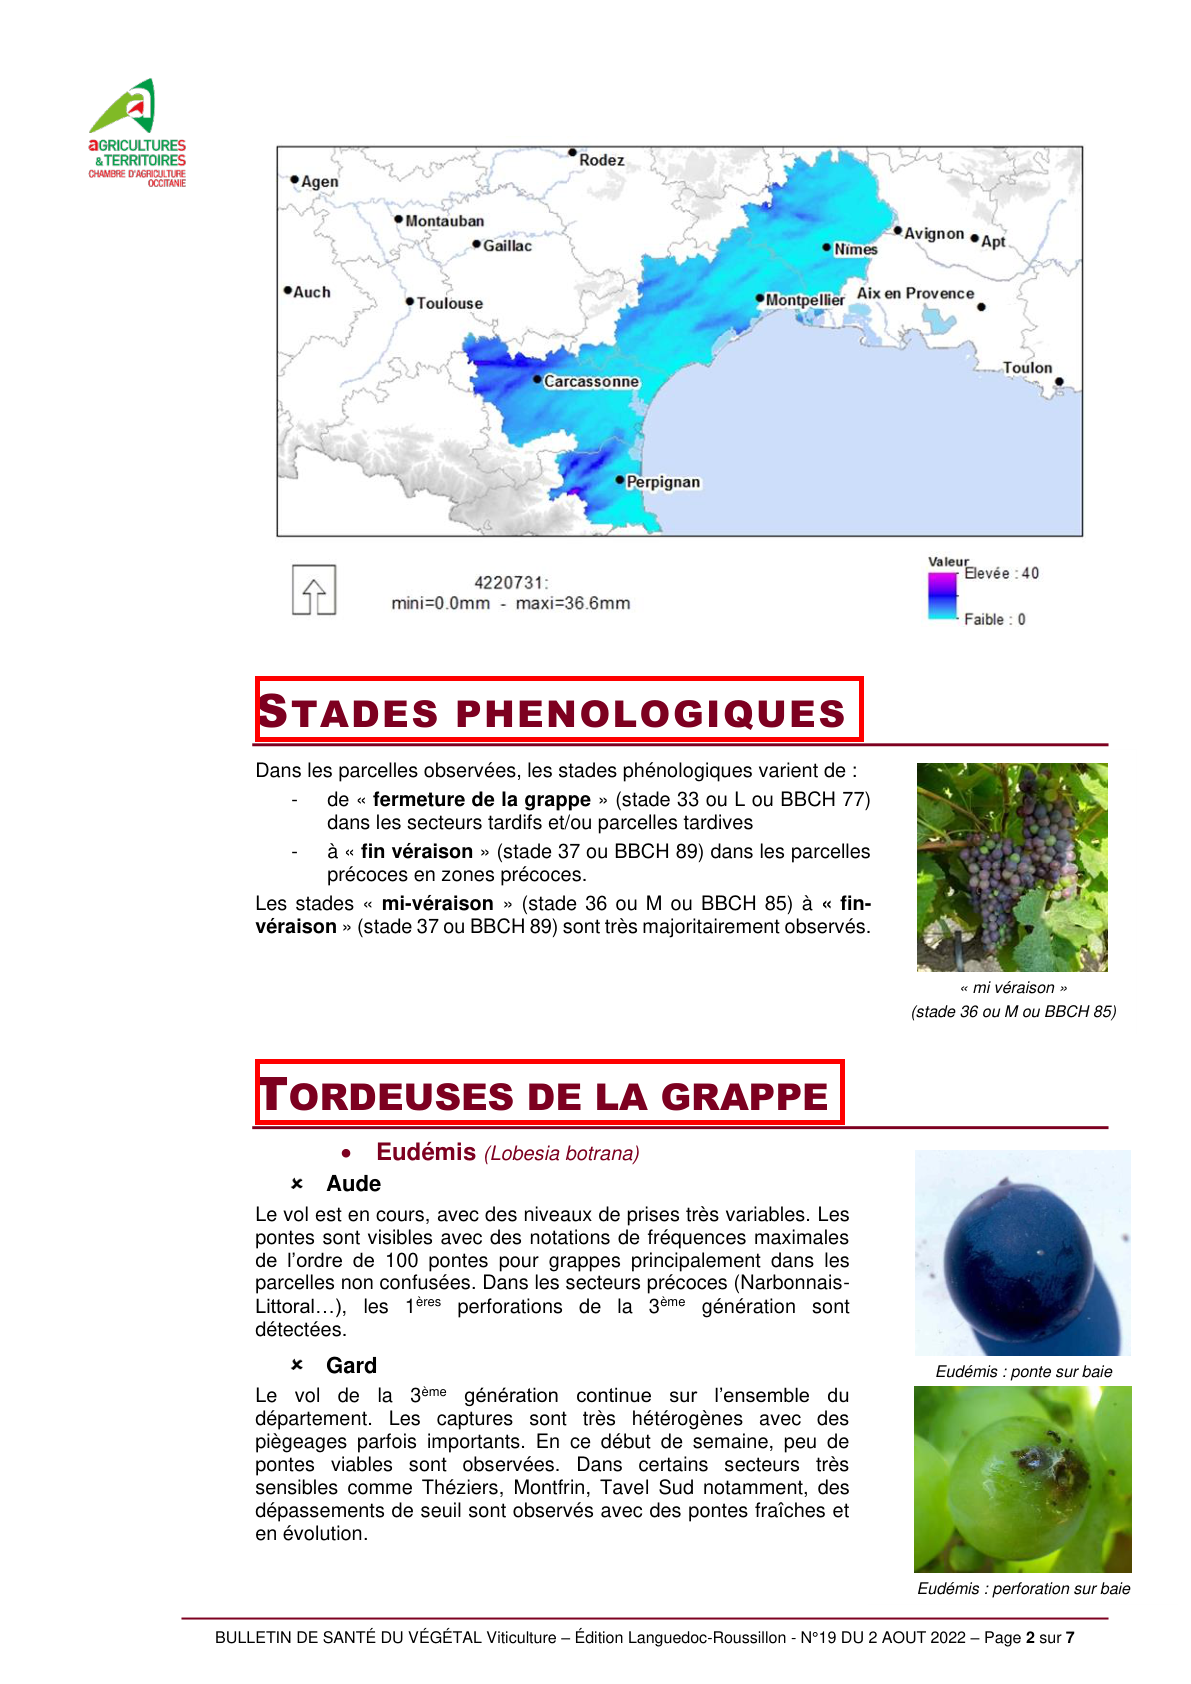 aGRICULTURES
& TERRITOIRES
CHAMBRE D'AGRICULTURE
OCCITANIE
Rodez
Agen
Montauban
Gaillac
Avignon
Apt
Nîmes
Auch
Toulouse
Montpellier
Aix en Provence
Toulon
Carcassonne
Perpignan
4220731:
mini=0.0mm - maxi=36.6mm
Valeur
Elevée : 40
Faible : 0
STADES PHENOLOGIQUES
Dans les parcelles observées, les stades phénologiques varient de :
- de « fermeture de la grappe » (stade 33 ou L ou BBCH 77)
dans les secteurs tardifs et/ou parcelles tardives
- à « fin véraison » (stade 37 ou BBCH 89) dans les parcelles
précoces en zones précoces.
Les stades « mi-véraison » (stade 36 ou M ou BBCH 85) à « fin-
véraison » (stade 37 ou BBCH 89) sont très majoritairement observés.
« mi véraison »
(stade 36 ou M ou BBCH 85)
TORDEUSES DE LA GRAPPE
• Eudémis (Lobesia botrana)
× Aude
Le vol est en cours, avec des niveaux de prises très variables. Les
pontes sont visibles avec des notations de fréquences maximales
de l'ordre de 100 pontes pour grappes principalement dans les
parcelles non confusées. Dans les secteurs précoces (Narbonnais-
Littoral…), les 1ères perforations de la 3ème génération sont
détectées.
× Gard
Le vol de la 3ème génération continue sur l'ensemble du
département. Les captures sont très hétérogènes avec des
piègeages parfois importants. En ce début de semaine, peu de
pontes viables sont observées. Dans certains secteurs très
sensibles comme Théziers, Montfrin, Tavel Sud notamment, des
dépassements de seuil sont observés avec des pontes fraîches et
en évolution.
Eudémis : ponte sur baie
Eudémis : perforation sur baie
BULLETIN DE SANTÉ DU VÉGÉTAL Viticulture – Édition Languedoc-Roussillon - N°19 DU 2 AOUT 2022 – Page 2 sur 7